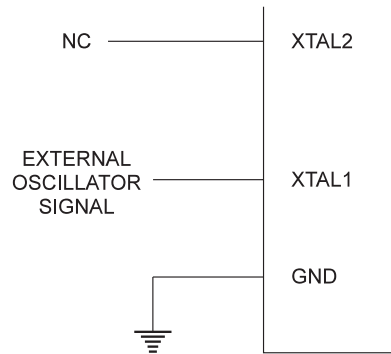 NC
XTAL2
EXTERNAL
OSCILLATOR
SIGNAL
XTAL1
GND